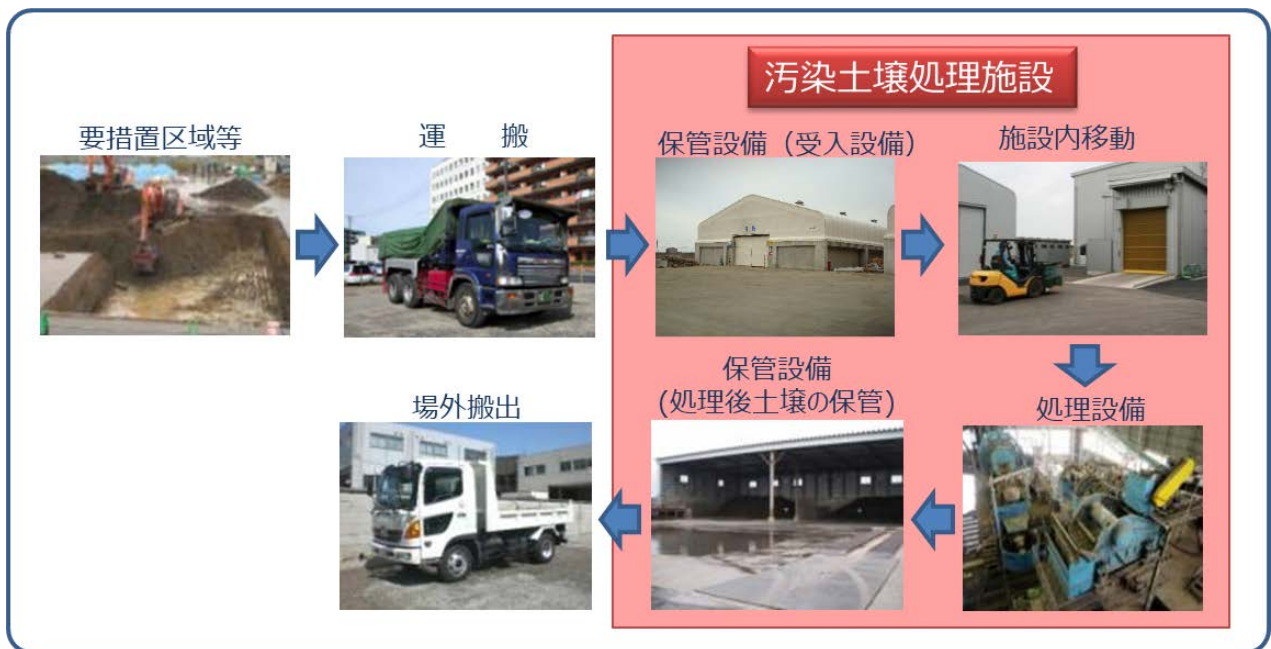 汚染土壌処理施設
要措置区域等
運　　搬
保管設備（受入設備）
施設内移動
処理設備
保管設備
(処理後土壌の保管)
場外搬出